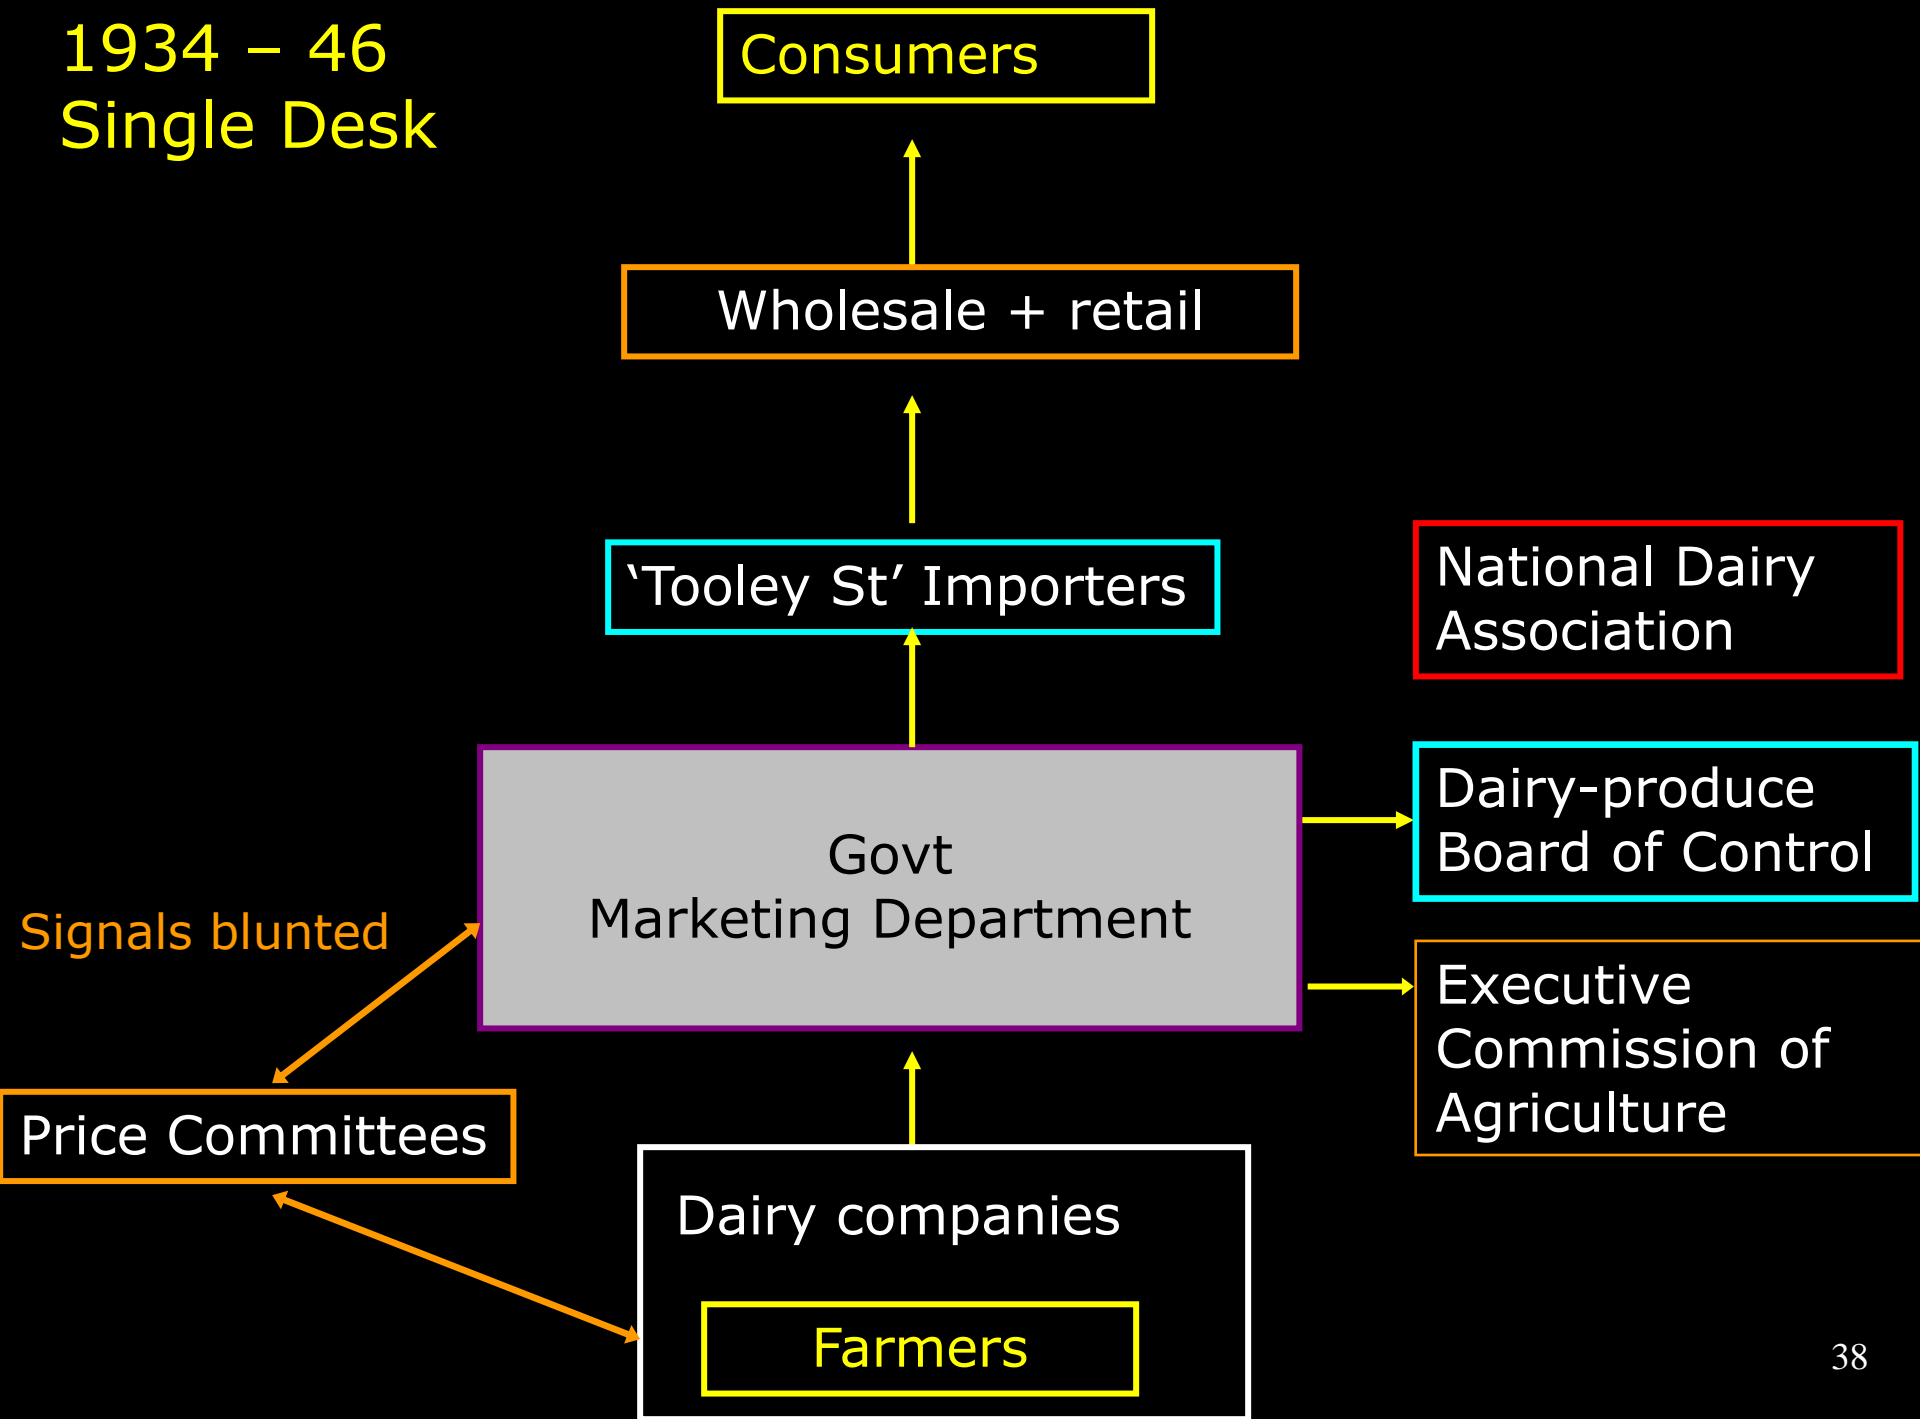 1934 – 46
Single Desk
Consumers
Wholesale + retail
‘Tooley St’ Importers
National Dairy
Association
Govt
Marketing Department
Dairy-produce
Board of Control
Signals blunted
Executive
Commission of
Agriculture
Price Committees
Dairy companies
Farmers
38